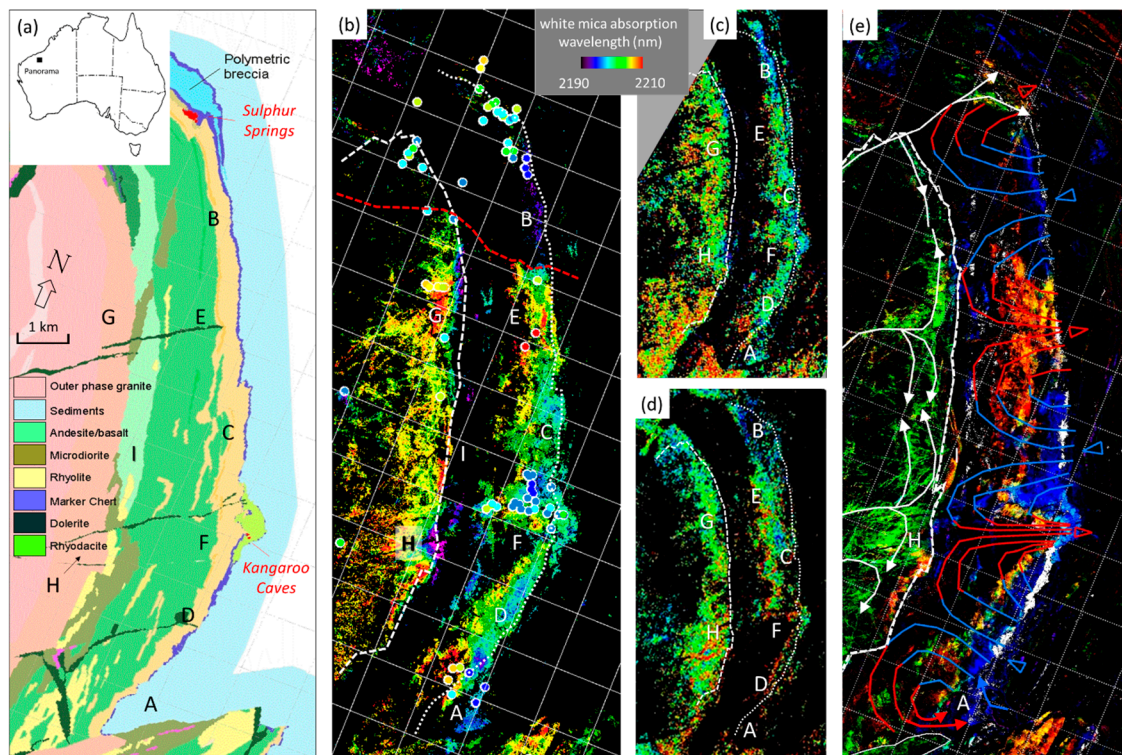 (a)
Panorama
Polymetric
breccia
Sulphur
Springs
B
N
1 km
G
E
Outer phase granite
Sediments
Andesite/basalt
Microdiorite
Rhyolite
Marker Chert
Dolerite
Rhyodacite
C
I
F
H
Kangaroo
Caves
D
A
(b)
white mica absorption
wavelength (nm)
2190
2210
B
G
E
C
I
H
F
D
A
(c)
B
E
G
C
H
F
D
A
(d)
B
E
G
C
H
F
D
A
(e)
H
A